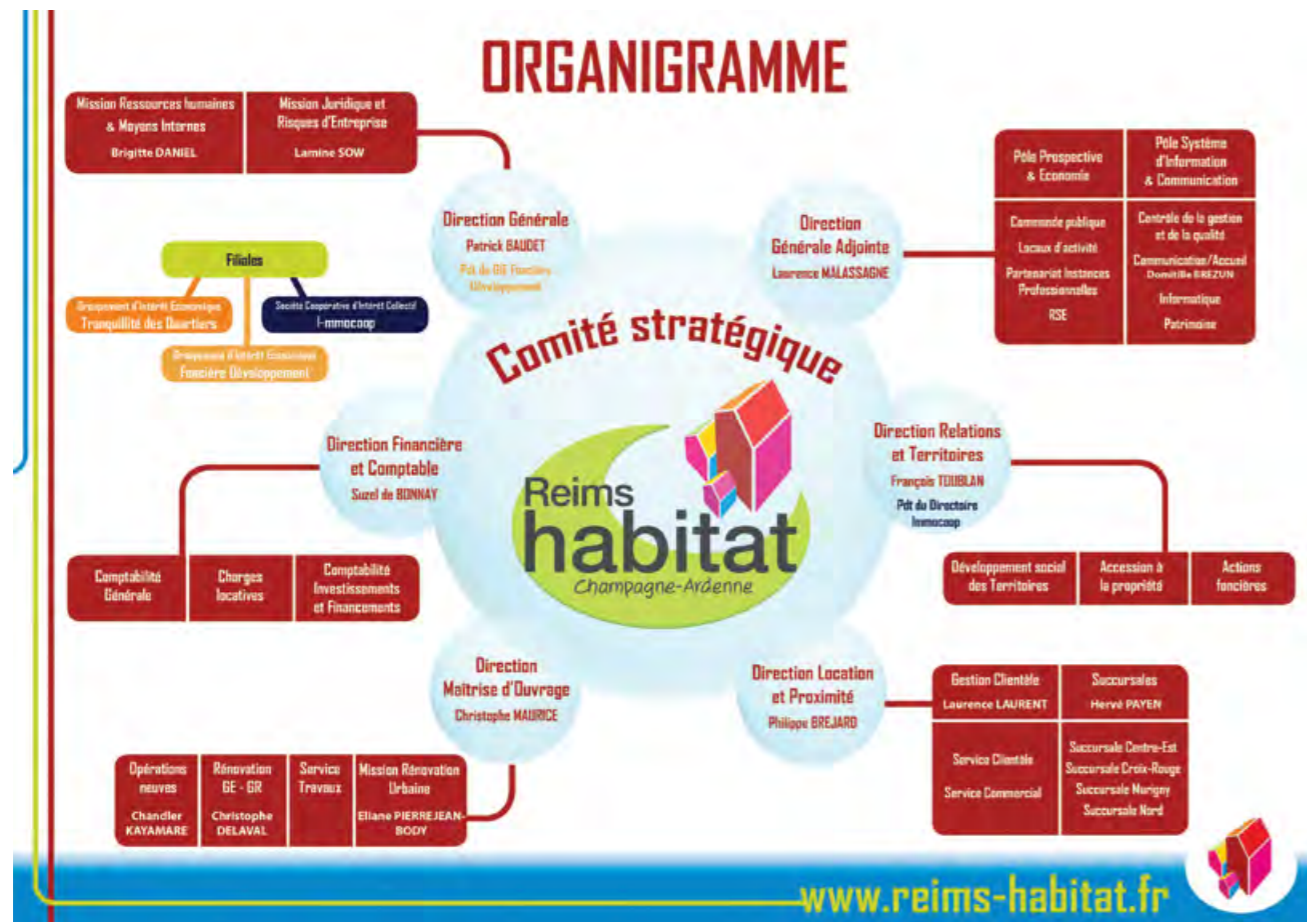 ORGANIGRAMME
Mission Ressources humaines
& Moyens Internes
Brigitte DANIEL
Mission Juridique et
Risques d'Entreprise
Lamine SOW
Direction Générale
Patrick BAUDET
Pdt du GIE Foncière
Développement
Filiales
Groupement d'Intérêt Economique
Tranquillité des Quartiers
Société Coopérative d'Intérêt Collectif
I-mmocoop
Groupement d'Intérêt Economique
Foncière Développement
Direction
Générale Adjointe
Laurence MALASSAGNE
Pôle Prospective
& Economie
Commande publique
Locaux d'activité
Partenariat Instances
Professionnelles
RSE
Pôle Système
d'Information
& Communication
Contrôle de la gestion
et de la qualité
Communication/Accueil
Domitille BREZUN
Informatique
Patrimoine
Comité stratégique
Reims
habitat
Champagne-Ardenne
Direction Financière
et Comptable
Suzel de BONNAY
Comptabilité
Générale
Charges
locatives
Comptabilité
Investissements
et Financements
Direction Relations
et Territoires
François TOUBLAN
Pdt du Directoire
Immocoop
Développement social
des Territoires
Accession à
la propriété
Actions
foncières
Direction
Maîtrise d'Ouvrage
Christophe MAURICE
Opérations
neuves
Chandler
KAYAMARE
Rénovation
GE - GR
Christophe
DELAVAL
Service
Travaux
Mission Rénovation
Urbaine
Eliane PIERREJEAN-
BODY
Direction Location
et Proximité
Philippe BREJARD
Gestion Clientèle
Laurence LAURENT
Service Clientèle
Service Commercial
Succursales
Hervé PAYEN
Succursale Centre-Est
Succursale Croix-Rouge
Succursale Murigny
Succursale Nord
www.reims-habitat.fr